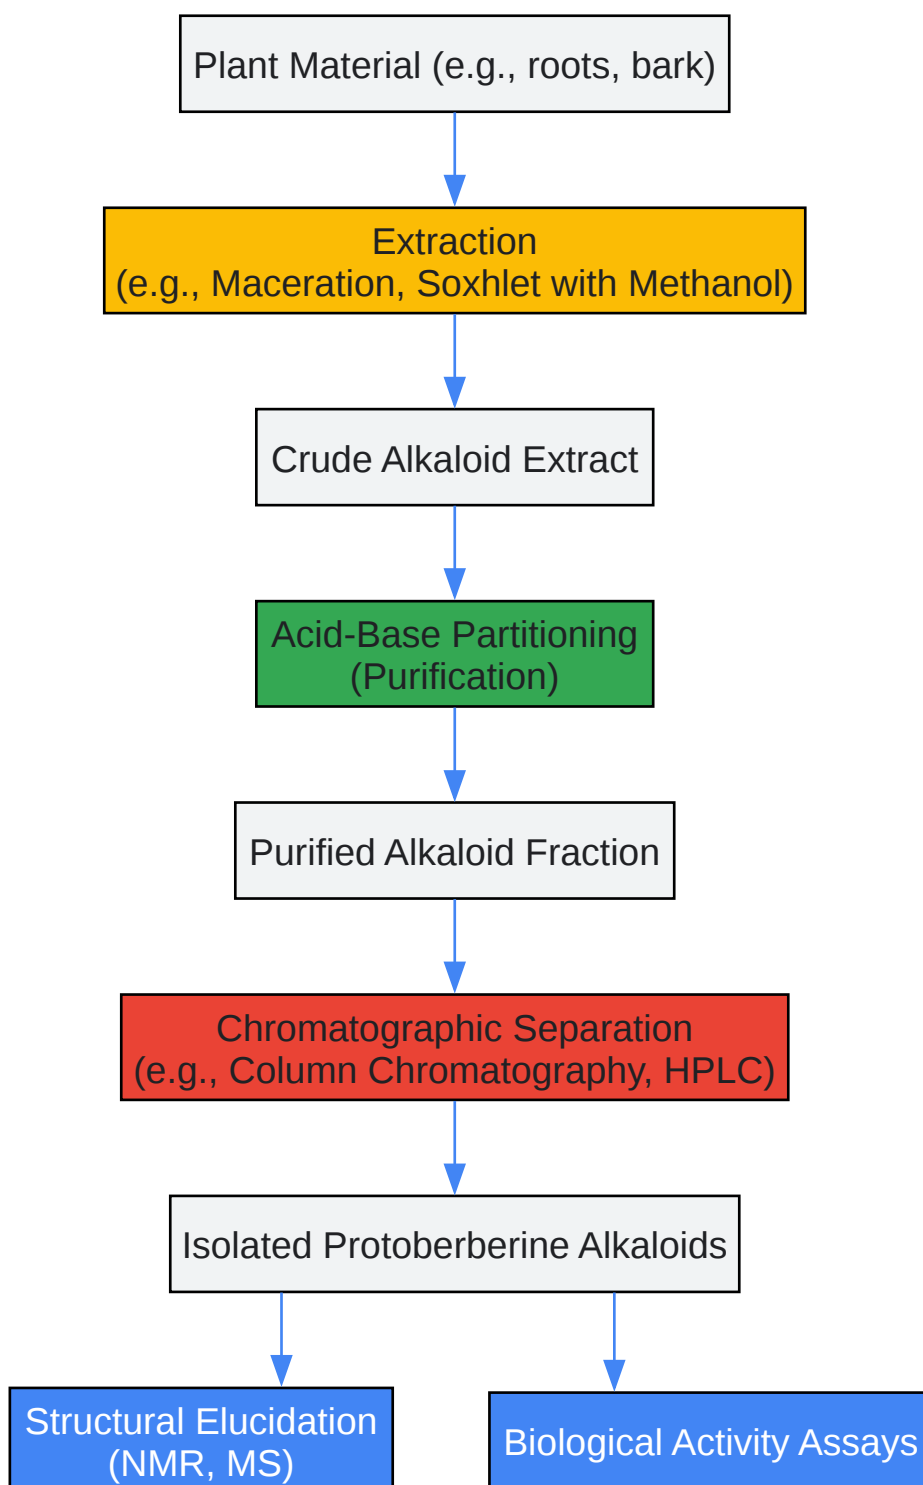 Plant Material (e.g., roots, bark)
Extraction
(e.g., Maceration, Soxhlet with Methanol)
Crude Alkaloid Extract
Acid-Base Partitioning
(Purification)
Purified Alkaloid Fraction
Chromatographic Separation
(e.g., Column Chromatography, HPLC)
Isolated Protoberberine Alkaloids
Structural Elucidation
(NMR, MS)
Biological Activity Assays